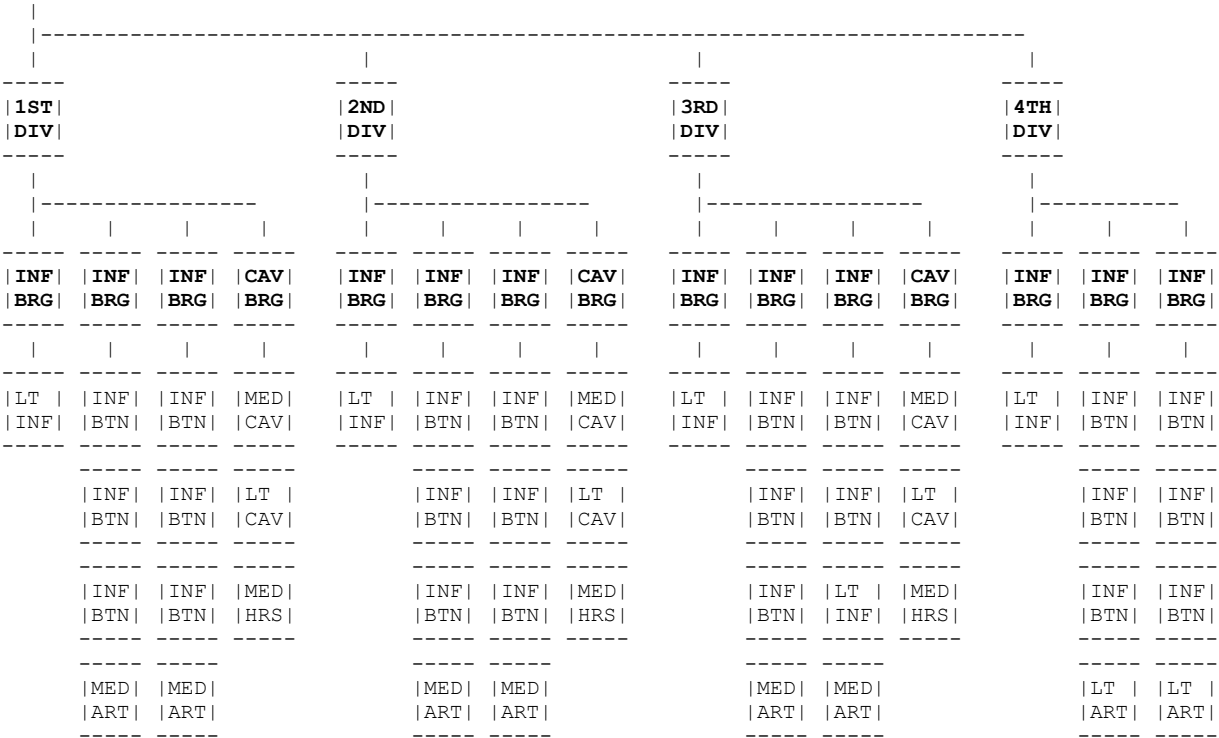 |1ST| |2ND| |3RD| |4TH|
|DIV| |DIV| |DIV| |DIV|
|INF| |INF| |INF| |CAV| |INF| |INF| |INF| |CAV| |INF| |INF| |INF| |CAV| |INF| |INF| |INF|
|BRG| |BRG| |BRG| |BRG| |BRG| |BRG| |BRG| |BRG| |BRG| |BRG| |BRG| |BRG| |BRG| |BRG| |BRG|
|LT | |INF| |INF| |MED| |LT | |INF| |INF| |MED| |LT | |INF| |INF| |MED| |LT | |INF| |INF|
|INF| |BTN| |BTN| |CAV| |INF| |BTN| |BTN| |CAV| |INF| |BTN| |BTN| |CAV| |INF| |BTN| |BTN|
|INF| |INF| |LT | |INF| |INF| |LT | |INF| |INF| |LT | |INF| |INF|
|BTN| |BTN| |CAV| |BTN| |BTN| |CAV| |BTN| |BTN| |CAV| |BTN| |BTN|
|INF| |INF| |MED| |INF| |INF| |MED| |INF| |LT | |MED| |INF| |INF|
|BTN| |BTN| |HRS| |BTN| |BTN| |HRS| |BTN| |INF| |HRS| |BTN| |BTN|
|MED| |MED| |MED| |MED| |MED| |MED| |LT | |LT |
|ART| |ART| |ART| |ART| |ART| |ART| |ART| |ART|